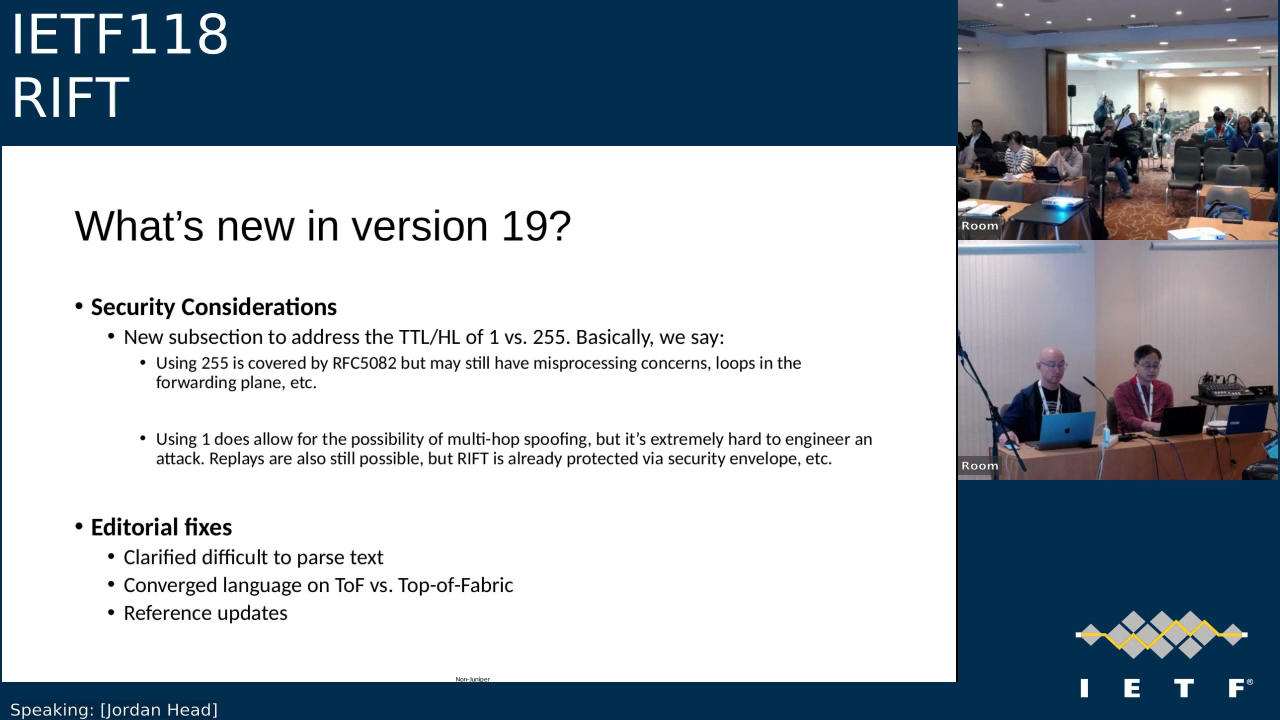 IETF118
RIFT
What’s new in version 19?
• Security Considerations
• New subsection to address the TTL/HL of 1 vs. 255. Basically, we say:
• Using 255 is covered by RFC5082 but may still have misprocessing concerns, loops in the
forwarding plane, etc.
• Using 1 does allow for the possibility of multi-hop spoofing, but it’s extremely hard to engineer an
attack. Replays are also still possible, but RIFT is already protected via security envelope, etc.
• Editorial fixes
• Clarified difficult to parse text
• Converged language on ToF vs. Top-of-Fabric
• Reference updates
Non-Juniper
Speaking: [Jordan Head]
Room
Room
I E T F®